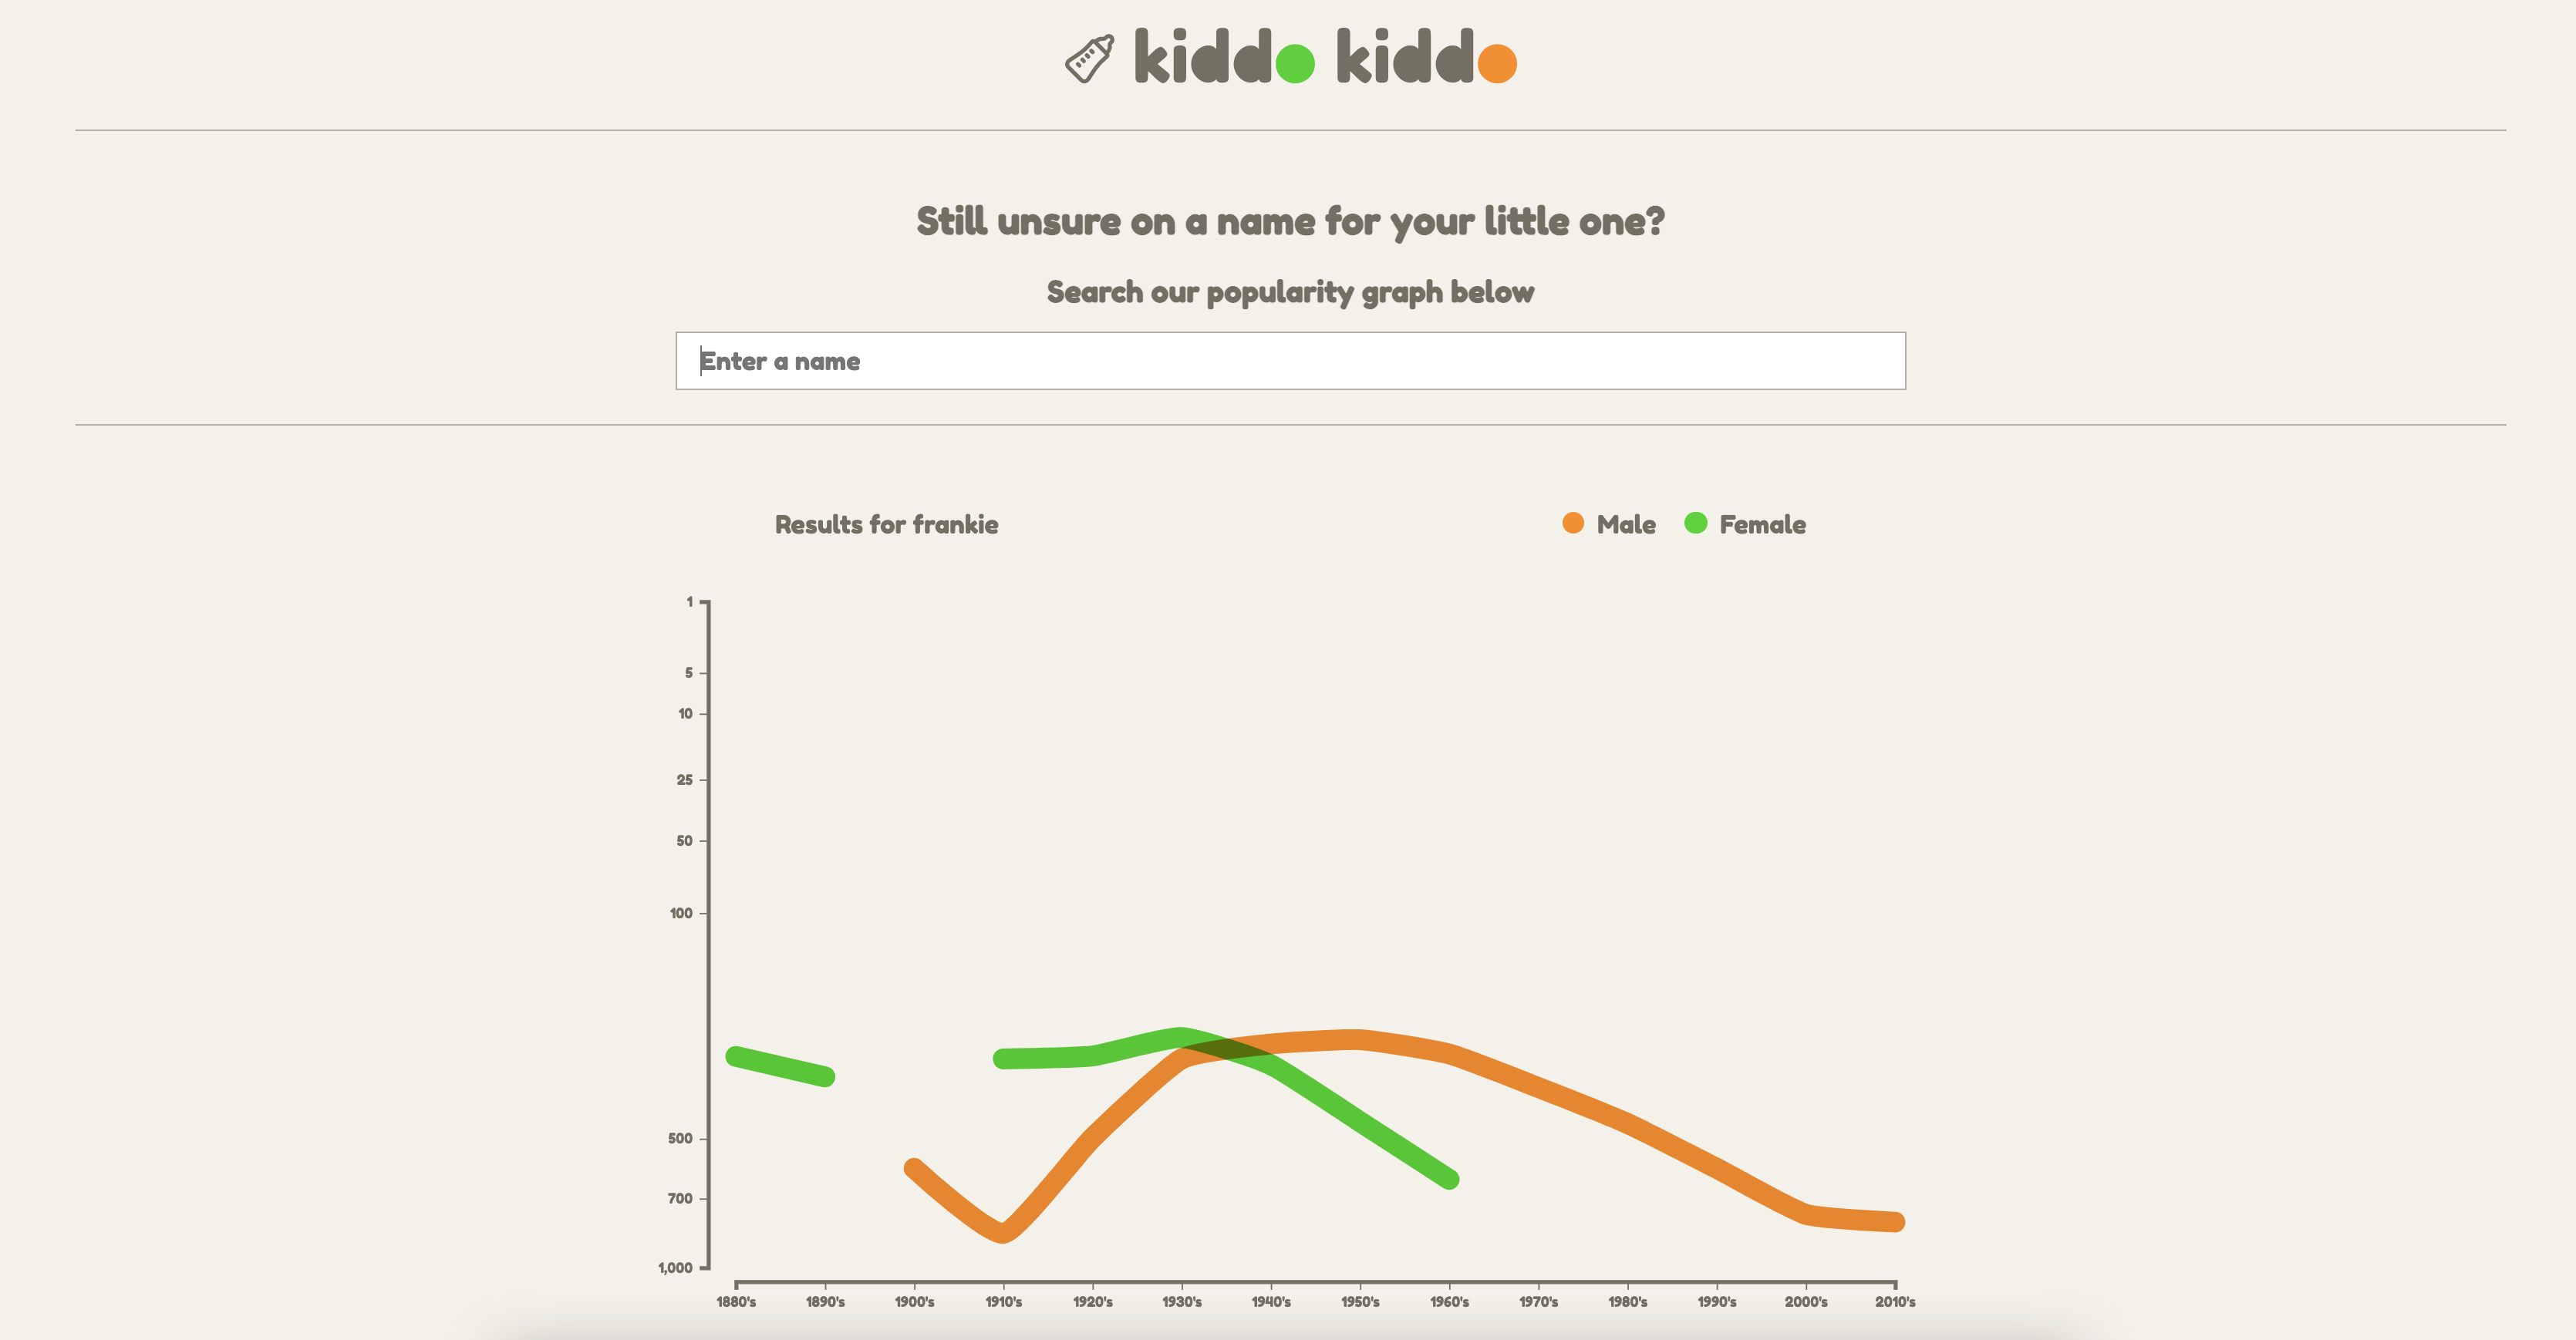 kiddo kiddo
Still unsure on a name for your little one?
Search our popularity graph below
Enter a name
Results for frankie
Male
Female
1
5
10
25
50
100
500
700
1,000
1880's 1890's 1900's 1910's 1920's 1930's 1940's 1950's 1960's 1970's 1980's 1990's 2000's 2010's